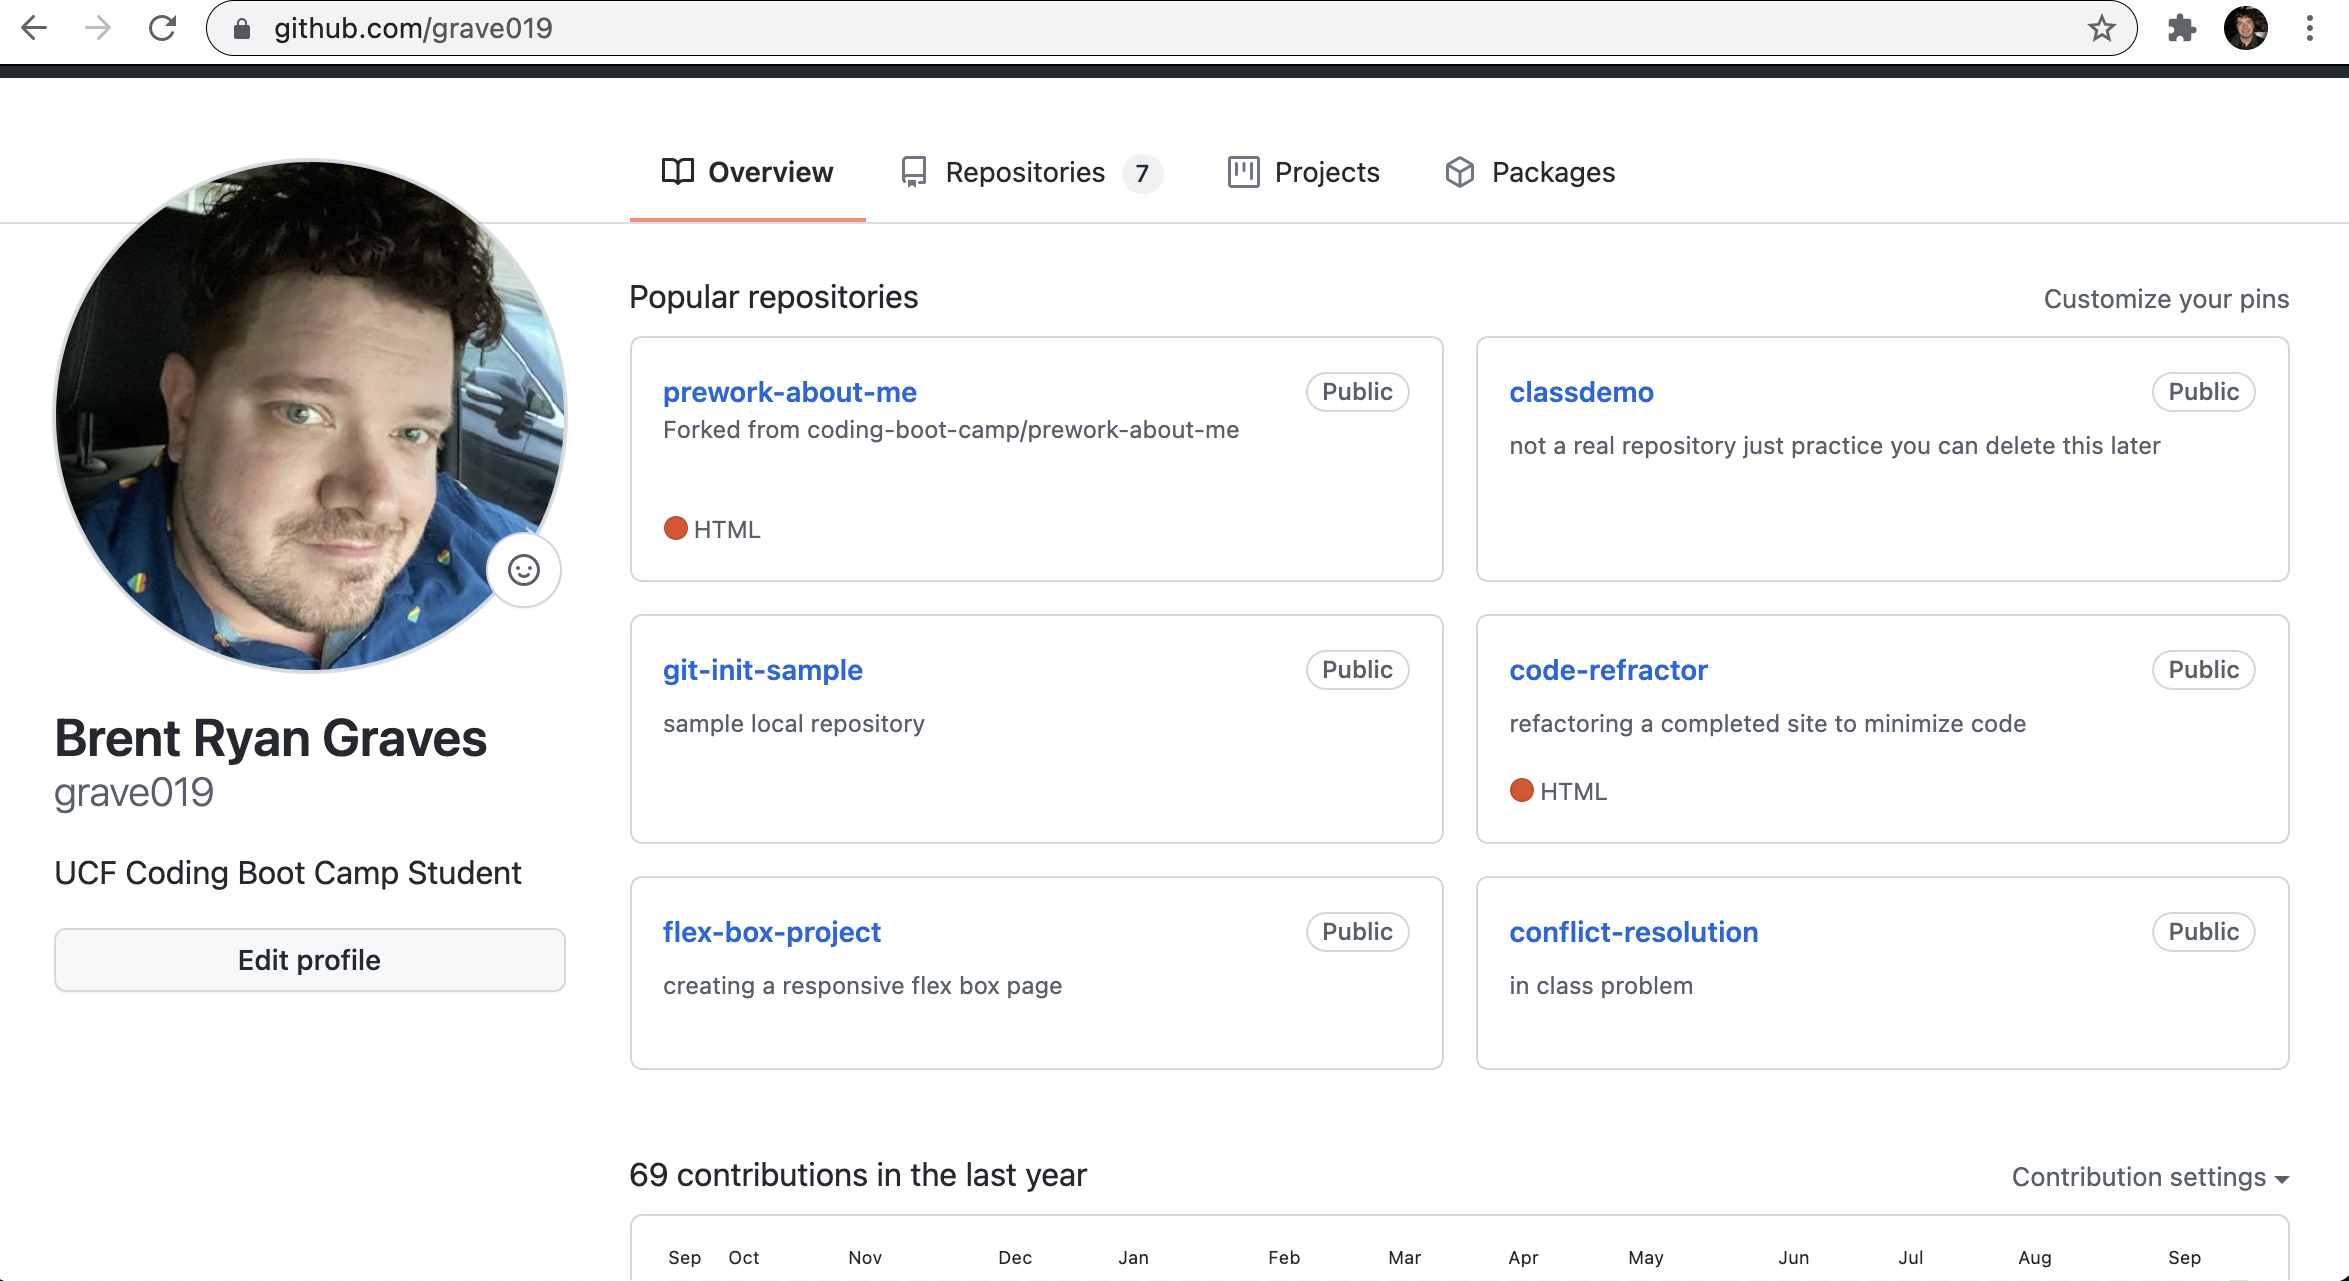 github.com/grave019
Overview
Repositories 7
Projects
Packages
Popular repositories
Customize your pins
prework-about-me
Public
Forked from coding-boot-camp/prework-about-me
HTML
classdemo
Public
not a real repository just practice you can delete this later
git-init-sample
Public
sample local repository
code-refractor
Public
refactoring a completed site to minimize code
HTML
flex-box-project
Public
creating a responsive flex box page
conflict-resolution
Public
in class problem
Brent Ryan Graves
grave019
UCF Coding Boot Camp Student
Edit profile
69 contributions in the last year
Contribution settings
Sep Oct Nov Dec Jan Feb Mar Apr May Jun Jul Aug Sep